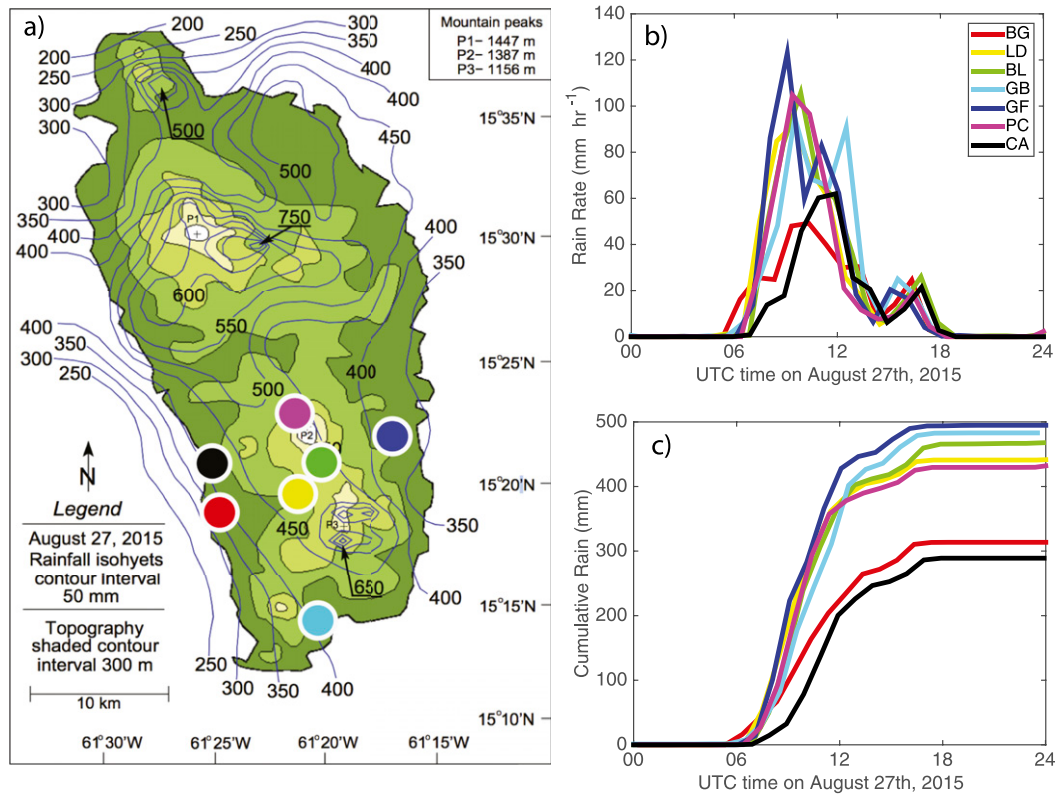 a)
Mountain peaks
P1− 1447 m
P2− 1387 m
P3− 1156 m
200
250
300
350
400
200
250
300
300
400
450
500
500
15°35'N
300
350
400
400
P1
750
400
350
15°30'N
600
550
400
350
300
250
500
400
15°25'N
P2
0
N
15°20'N
Legend
August 27, 2015
Rainfall isohyets
contour Interval
50 mm
Topography
shaded contour
interval 300 m
10 km
450
P3
350
650
400
15°15'N
250
300
350
400
15°10'N
61°30'W
61°25'W
61°20'W
61°15'W
b)
Rain Rate (mm hr-1)
140
120
100
80
60
40
20
0
00
06
12
18
24
UTC time on August 27th, 2015
BG
LD
BL
GB
GF
PC
CA
c)
Cumulative Rain (mm)
500
400
300
200
100
0
00
06
12
18
24
UTC time on August 27th, 2015